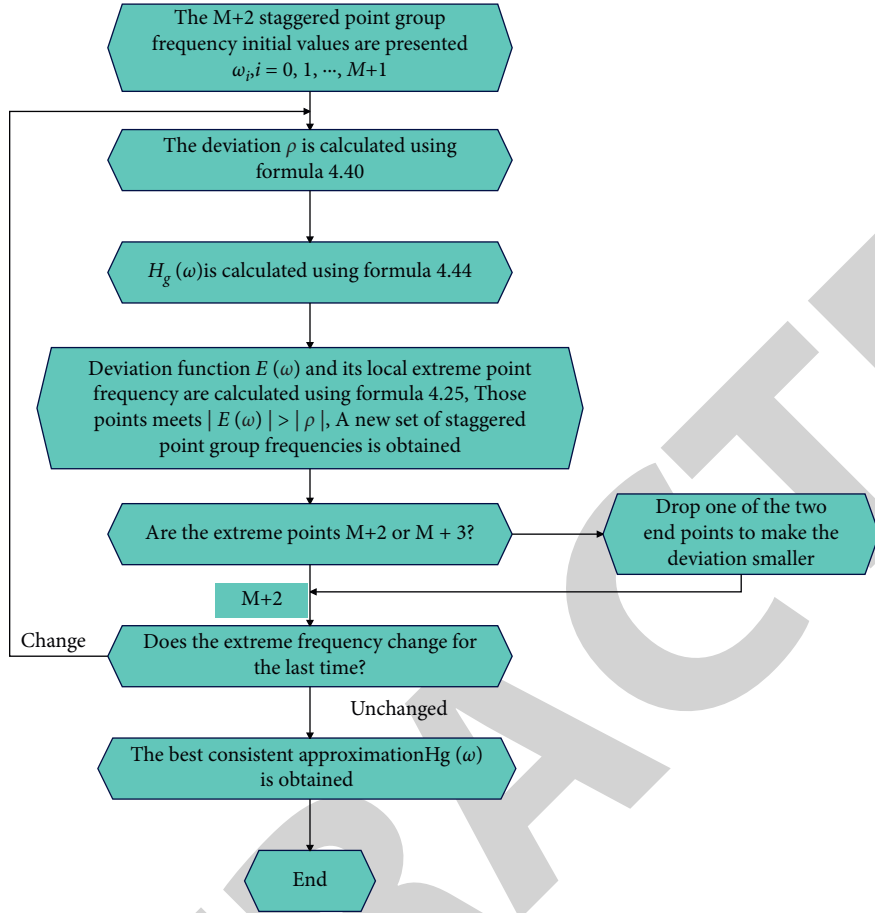 The M+2 staggered point group
frequency initial values are presented
ω_i, i = 0, 1, ···, M+1
The deviation ρ is calculated using
formula 4.40
H_g (ω)is calculated using formula 4.44
Deviation function E (ω) and its local extreme point
frequency are calculated using formula 4.25, Those
points meets | E (ω) | > | ρ |, A new set of staggered
point group frequencies is obtained
Are the extreme points M+2 or M + 3?
Drop one of the two
end points to make the
deviation smaller
M+2
Change
Does the extreme frequency change for
the last time?
Unchanged
The best consistent approximationHg (ω)
is obtained
End